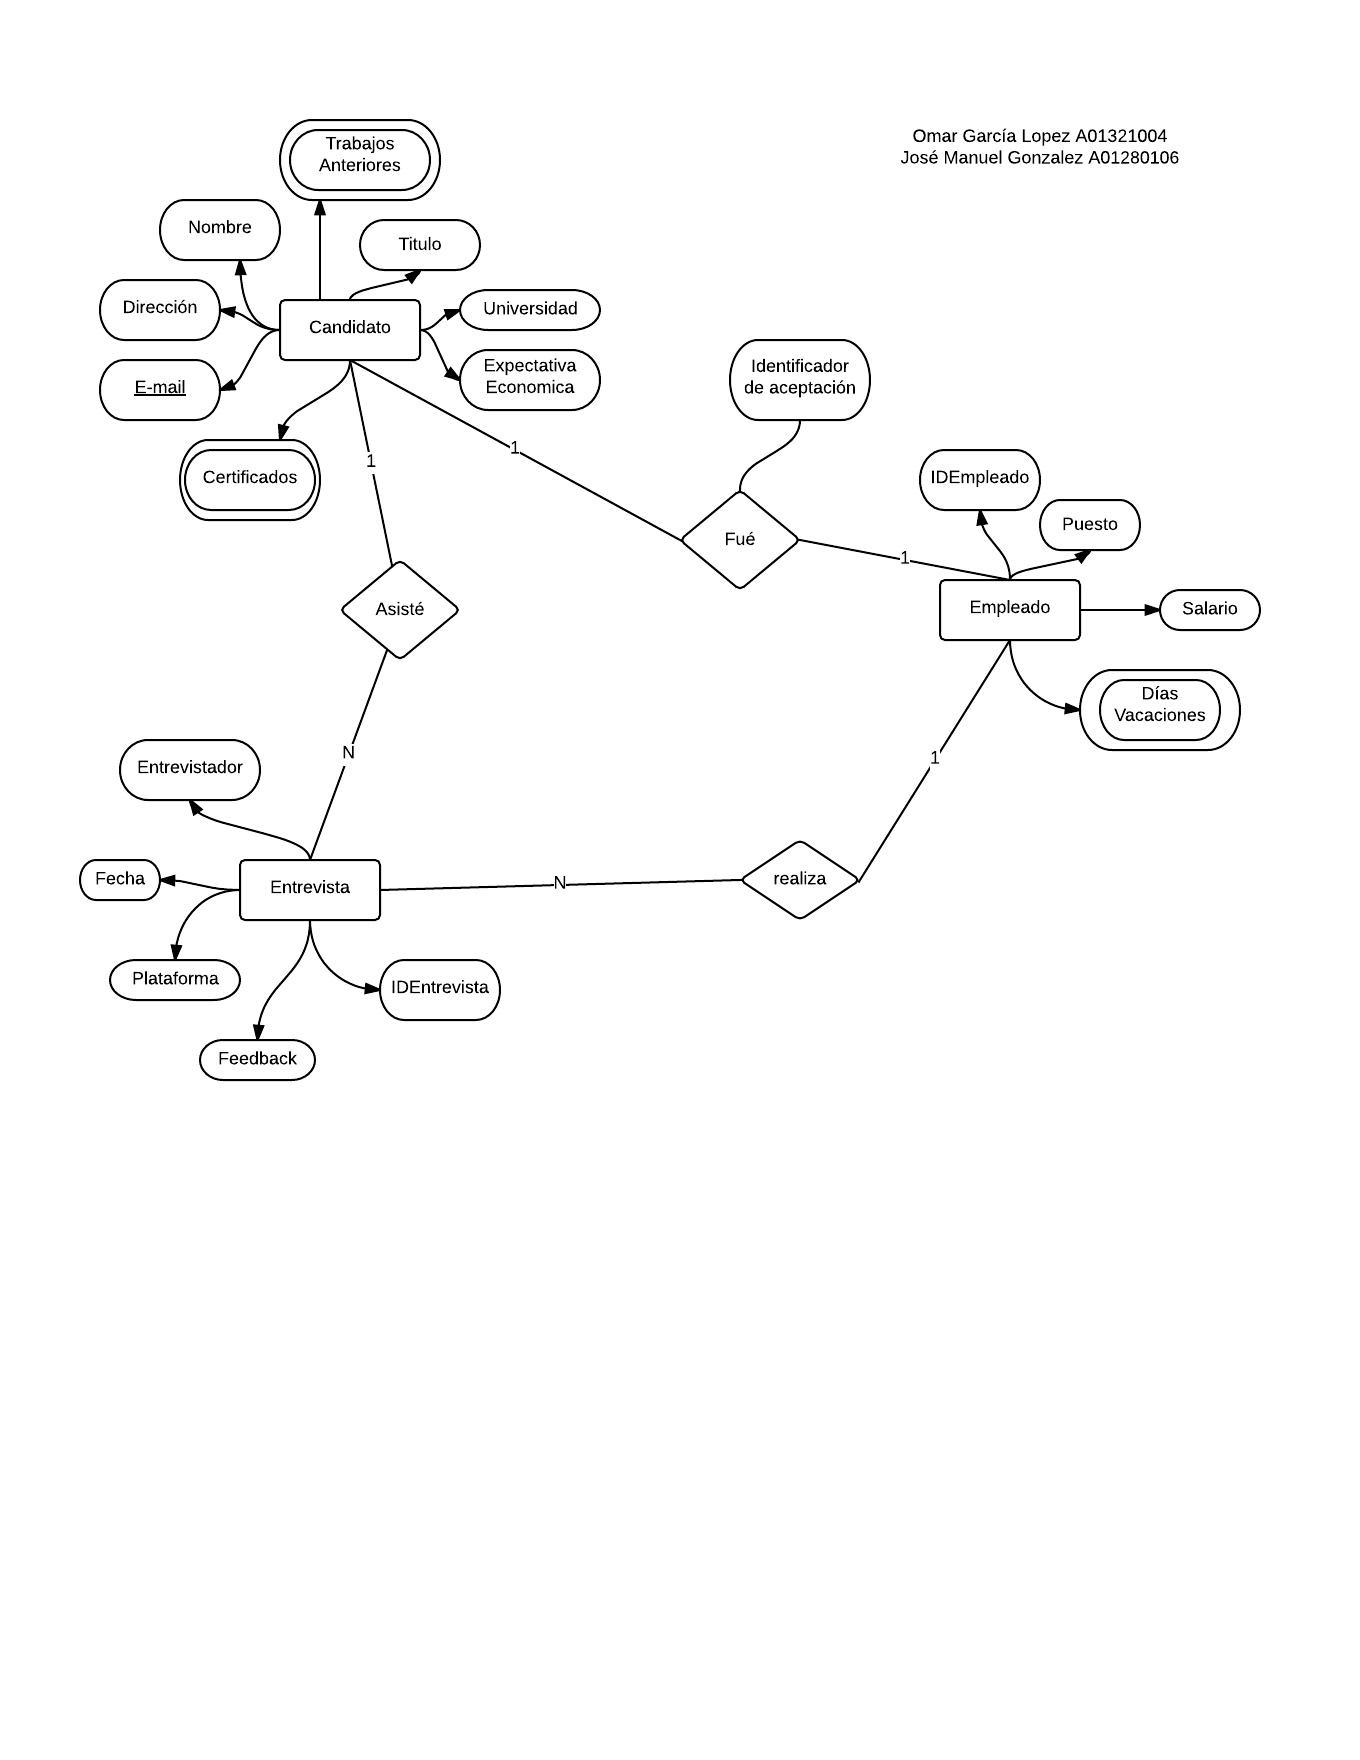 Omar García Lopez A01321004
José Manuel Gonzalez A01280106
Trabajos
Anteriores
Nombre
Titulo
Dirección
Candidato
Universidad
E-mail
Expectativa
Economica
Certificados
Identificador
de aceptación
1
1
Fué
1
IDEmpleado
Puesto
Empleado
Salario
Días
Vacaciones
Asisté
N
1
Entrevistador
Fecha
Entrevista
N
realiza
Plataforma
IDEntrevista
Feedback